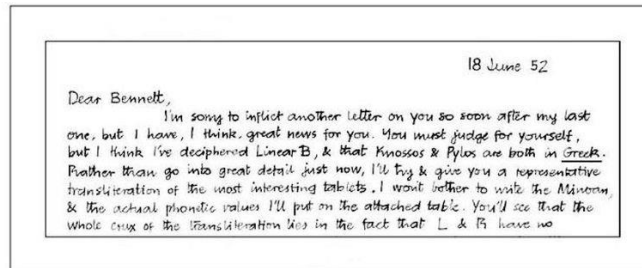 18 June 52
Dear Bennett,
I'm sorry to inflict another letter on you so soon after my last
one, but I have, I think, great news for you. You must judge for yourself,
but I think I've deciphered Linear B, & that Knossos & Pylos are both in Greek.
Rather than go into great detail just now, I'll try & give you a representative
transliteration of the most interesting tablets. I won't bother to write the Minoan,
& the actual phonetic values I'll put on the attached table. You'll see that the
whole crux of the transliteration lies in the fact that L & R have no